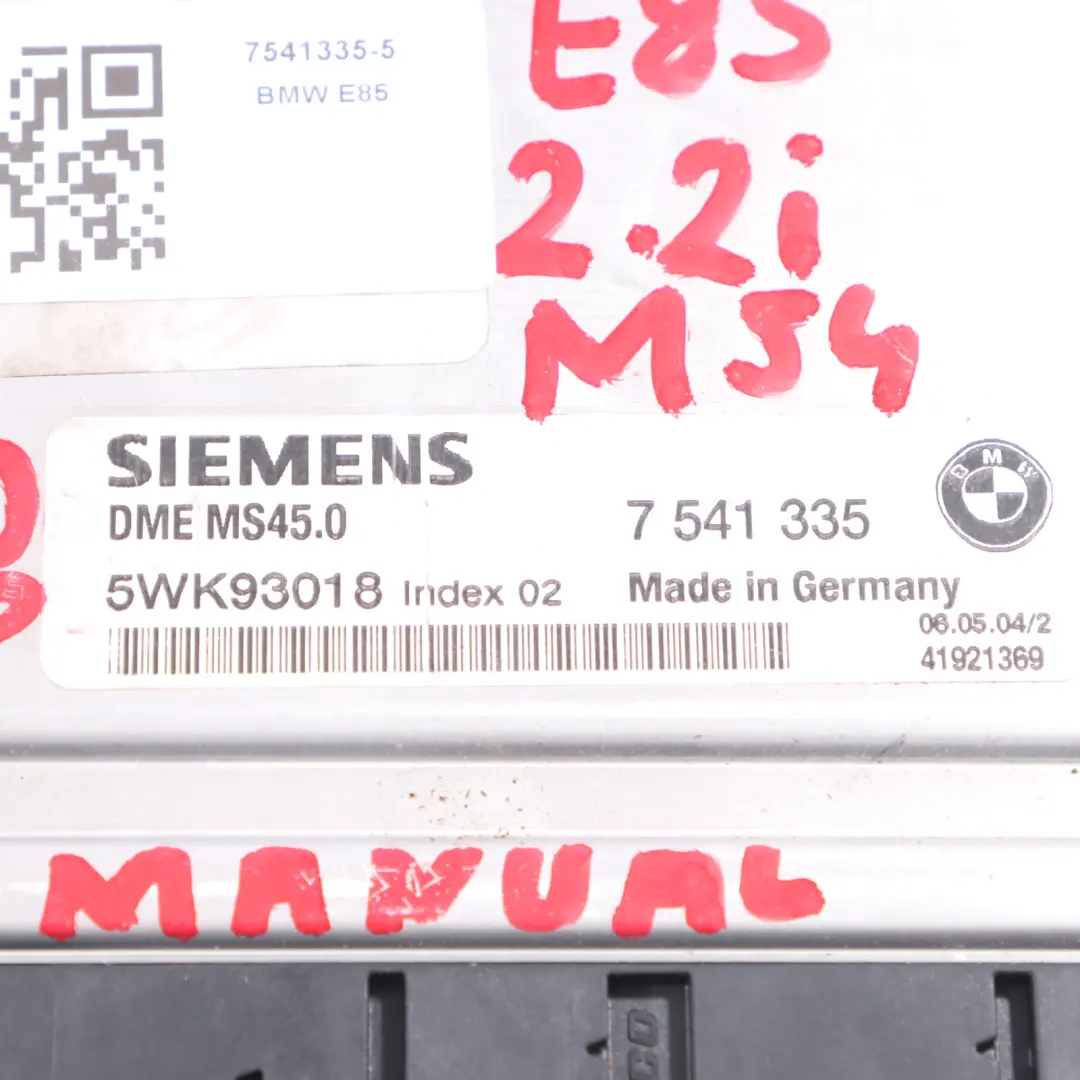 7541335-5
BMW E85
E85
2.2i
M54
SIEMENS
DME MS45.0
7 541 335
BMW
5WK93018 Index 02
Made in Germany
06.05.04/2
41921369
MANUAL